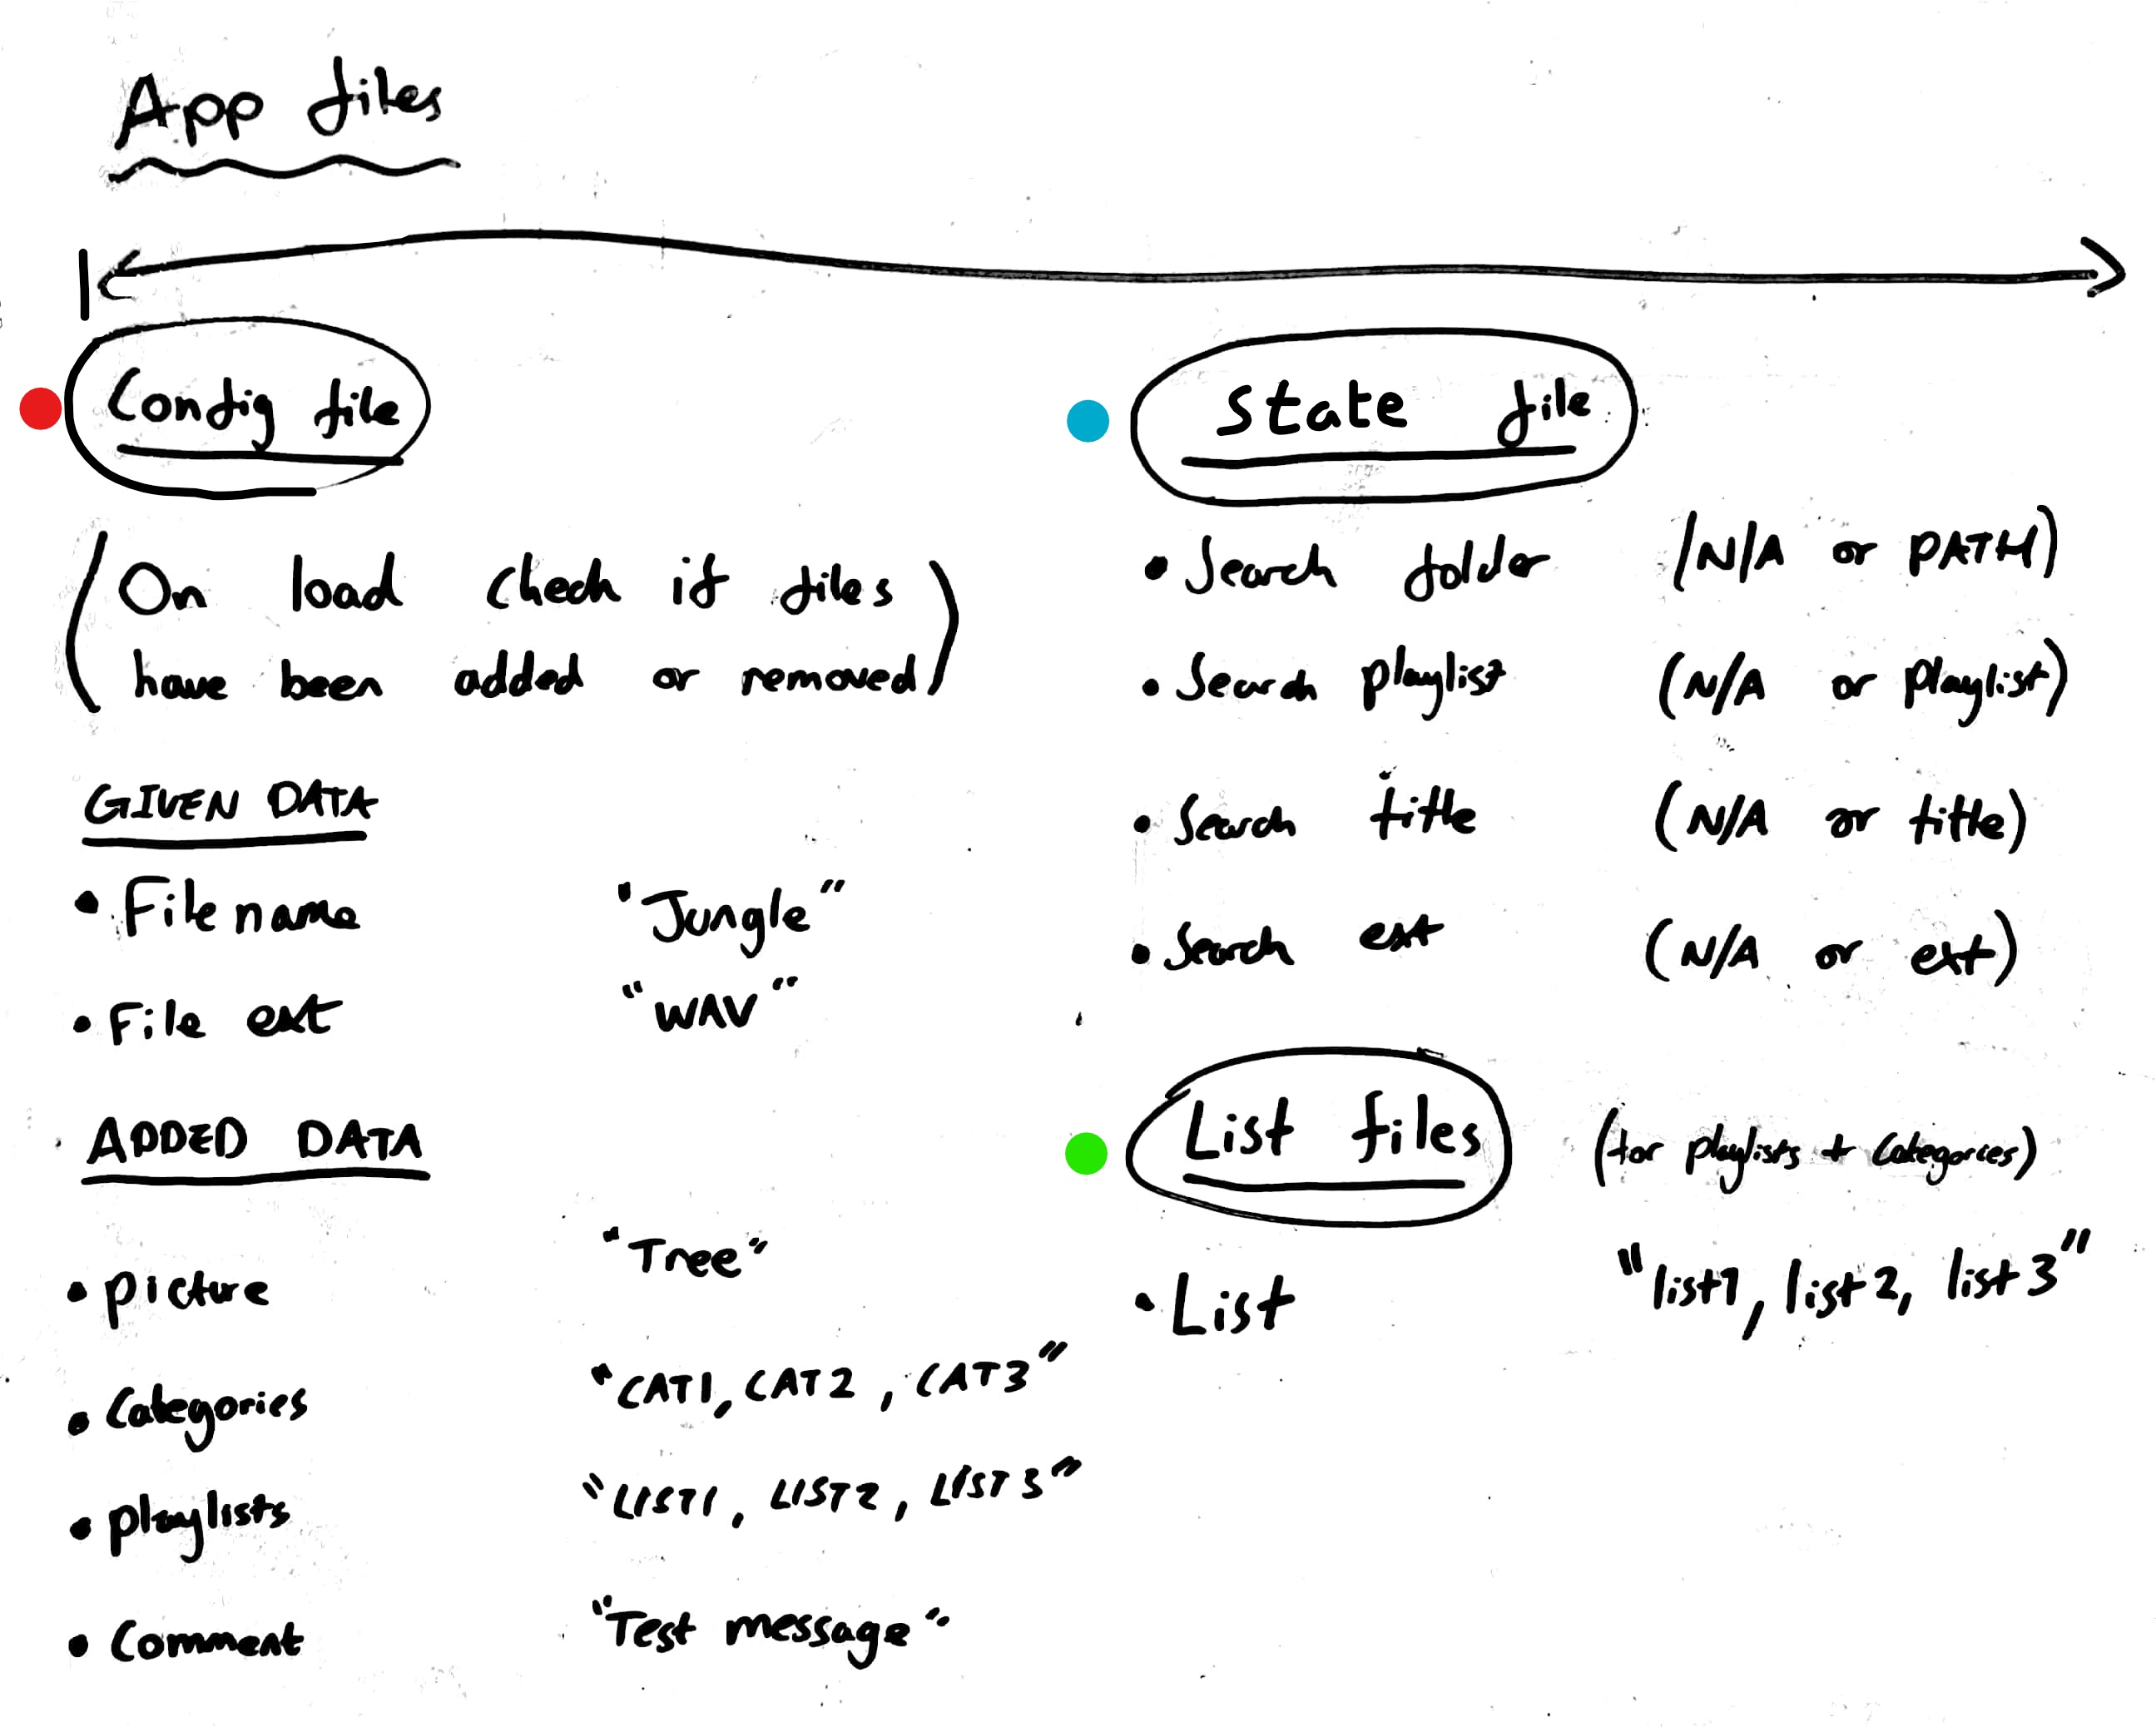 App files
Config file
(On load check if files
have been added or removed)
GIVEN DATA
• Filename "Jungle"
• File ext "WAV"
ADDED DATA
• Picture "Tree"
• Categories "CAT1, CAT2, CAT3"
• Playlists "LIST1, LIST2, LIST3"
• Comment "Test message"
State file
• Search folder (N/A or PATH)
• Search playlist (N/A or playlist)
• Search title (N/A or title)
• Search ext (N/A or ext)
List files (for playlists + categories)
• List "list1, list2, list3"